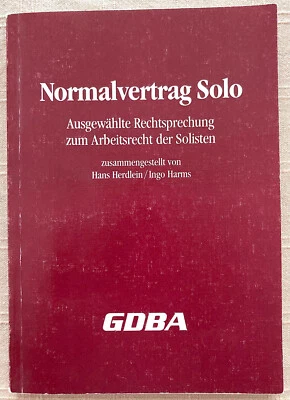 Normalvertrag Solo
Ausgewählte Rechtsprechung
zum Arbeitsrecht der Solisten
zusammengestellt von
Hans Herdlein/Ingo Harms
GDBA